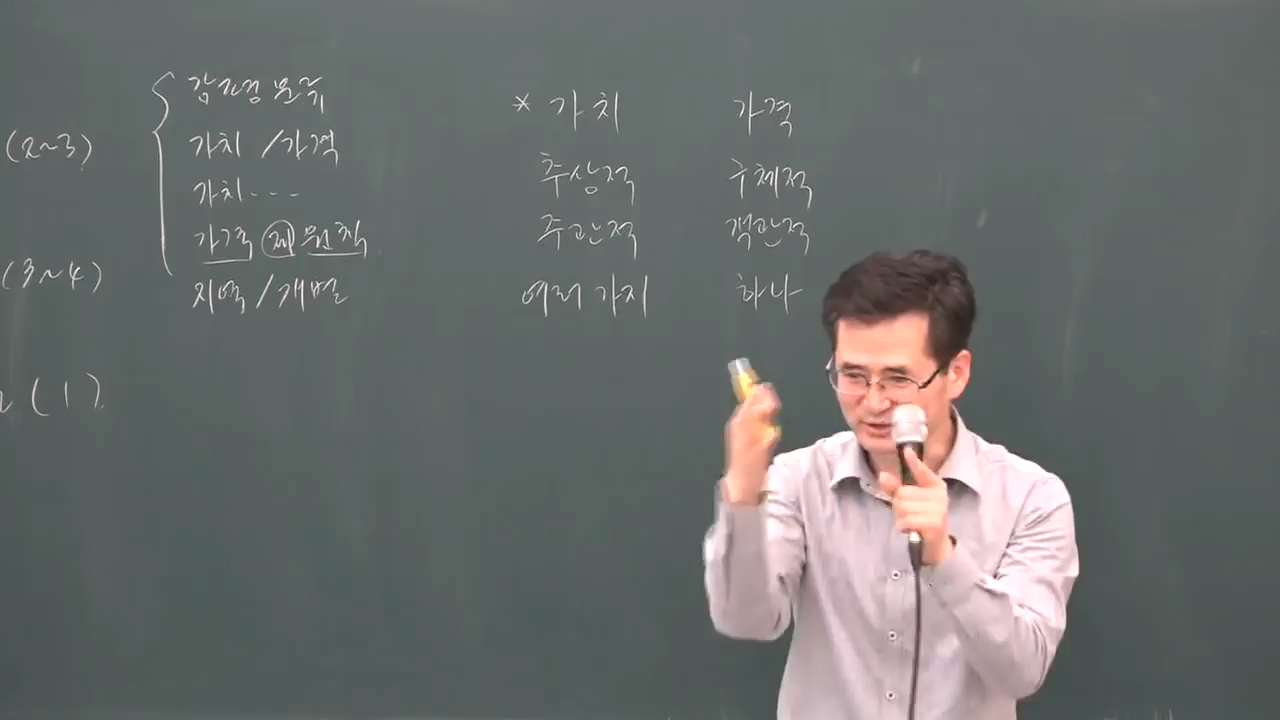 (2~3)
감정평 분류
가치 / 가격
가치 - - -
가격 제 원칙
지역 / 개별
(3~4)
(1)
* 가치 가격
추상적 구체적
주관적 객관적
여러 가지 하나